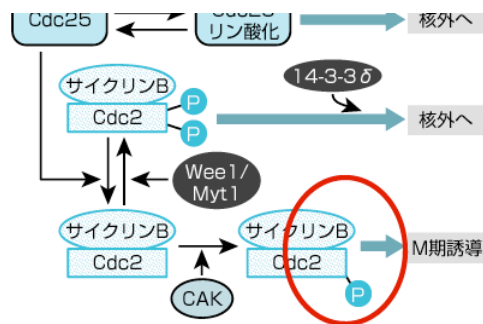 Cdc25
リン酸化
核外へ
14-3-3δ
サイクリンB
Cdc2
P
P
核外へ
Wee1/
Myt1
サイクリンB
Cdc2
サイクリンB
Cdc2
P
M期誘導
CAK